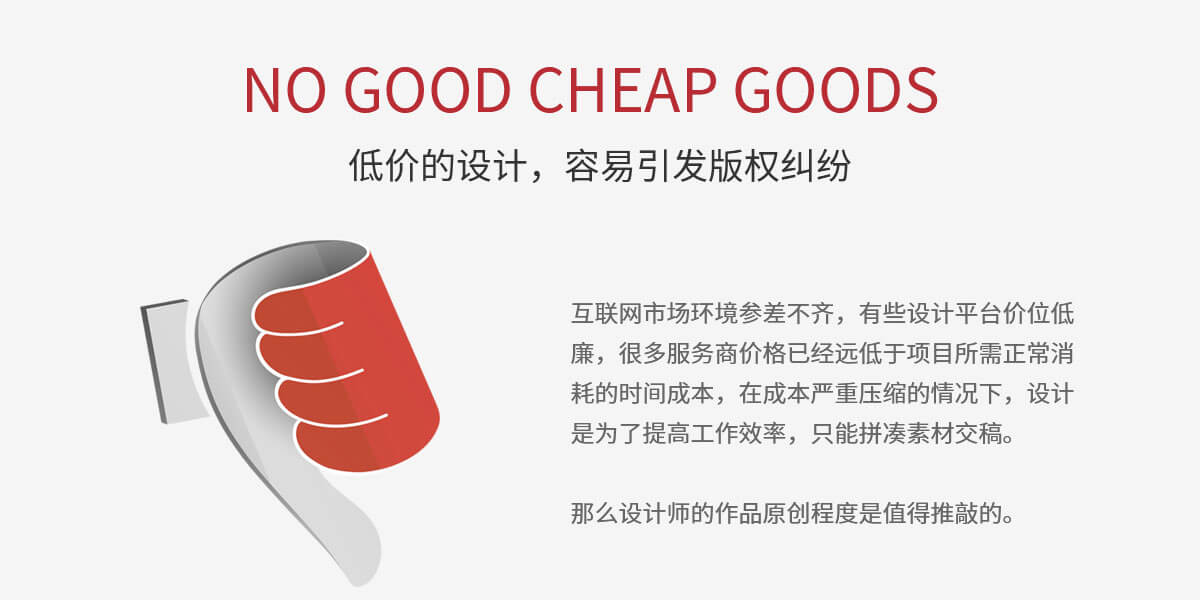 NO GOOD CHEAP GOODS
低价的设计，容易引发版权纠纷
互联网市场环境参差不齐，有些设计平台价位低
廉，很多服务商价格已经远低于项目所需正常消
耗的时间成本，在成本严重压缩的情况下，设计
是为了提高工作效率，只能拼凑素材交稿。
那么设计师的作品原创程度是值得推敲的。